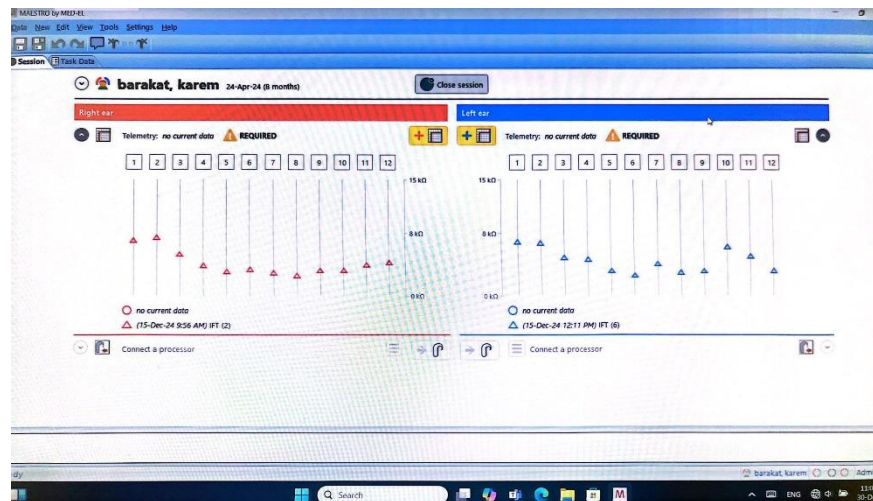 MAESTRO by MED-EL
Data New Edit View Tools Settings Help
Session Task Data
barakat, karem 24-Apr-24 (8 months)
Close session
Right ear
Left ear
Telemetry: no current data REQUIRED
Telemetry: no current data REQUIRED
1 2 3 4 5 6 7 8 9 10 11 12
1 2 3 4 5 6 7 8 9 10 11 12
15 kΩ
15 kΩ
8 kΩ
8 kΩ
0 kΩ
0 kΩ
no current data
(15-Dec-24 9:56 AM) IFT (2)
no current data
(15-Dec-24 12:11 PM) IFT (6)
Connect a processor
Connect a processor
barakat, karem
Search
ENG